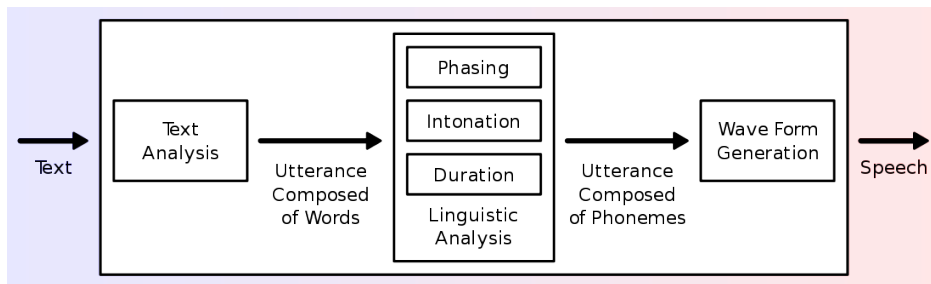 Text
Text
Analysis
Utterance
Composed
of Words
Phasing
Intonation
Duration
Linguistic
Analysis
Utterance
Composed
of Phonemes
Wave Form
Generation
Speech